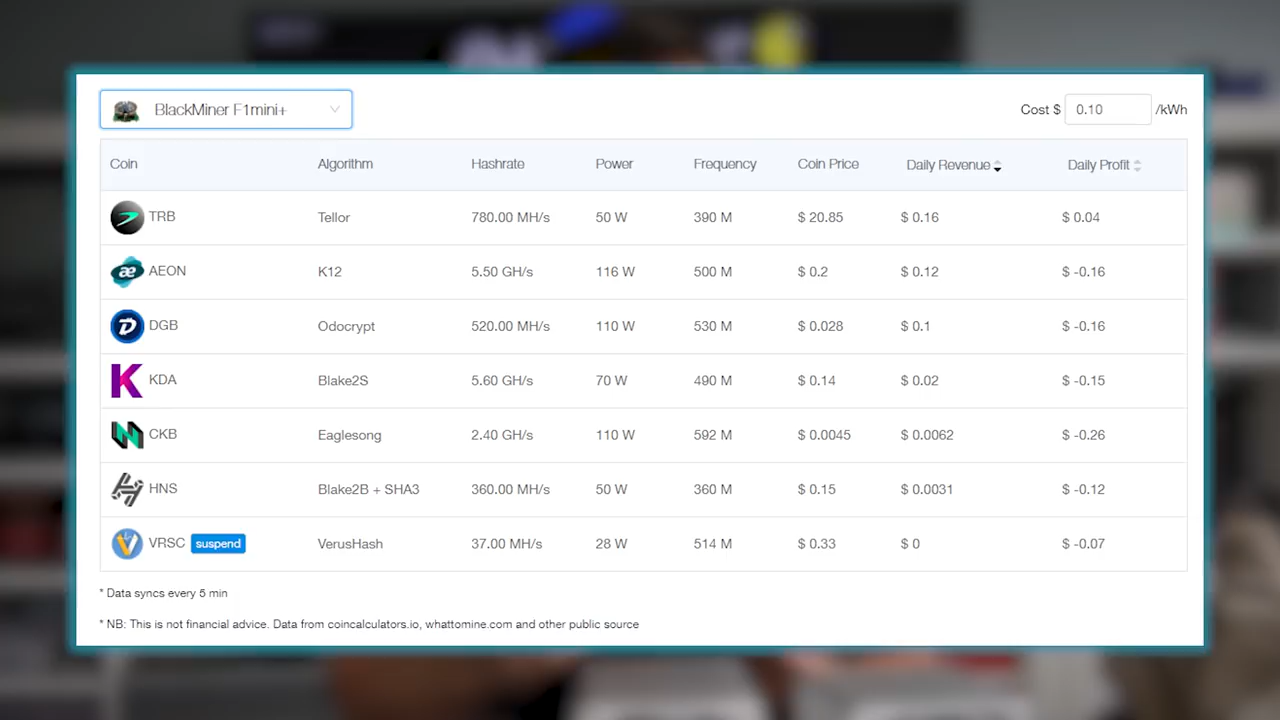 BlackMiner F1mini+ Cost $ 0.10 /kWh
Coin Algorithm Hashrate Power Frequency Coin Price Daily Revenue Daily Profit
TRB Tellor 780.00 MH/s 50 W 390 M $ 20.85 $ 0.16 $ 0.04
AEON K12 5.50 GH/s 116 W 500 M $ 0.2 $ 0.12 $ -0.16
DGB Odocrypt 520.00 MH/s 110 W 530 M $ 0.028 $ 0.1 $ -0.16
KDA Blake2S 5.60 GH/s 70 W 490 M $ 0.14 $ 0.02 $ -0.15
CKB Eaglesong 2.40 GH/s 110 W 592 M $ 0.0045 $ 0.0062 $ -0.26
HNS Blake2B + SHA3 360.00 MH/s 50 W 360 M $ 0.15 $ 0.0031 $ -0.12
VRSC suspend VerusHash 37.00 MH/s 28 W 514 M $ 0.33 $ 0 $ -0.07
* Data syncs every 5 min
* NB: This is not financial advice. Data from coincalculators.io, whattomine.com and other public source